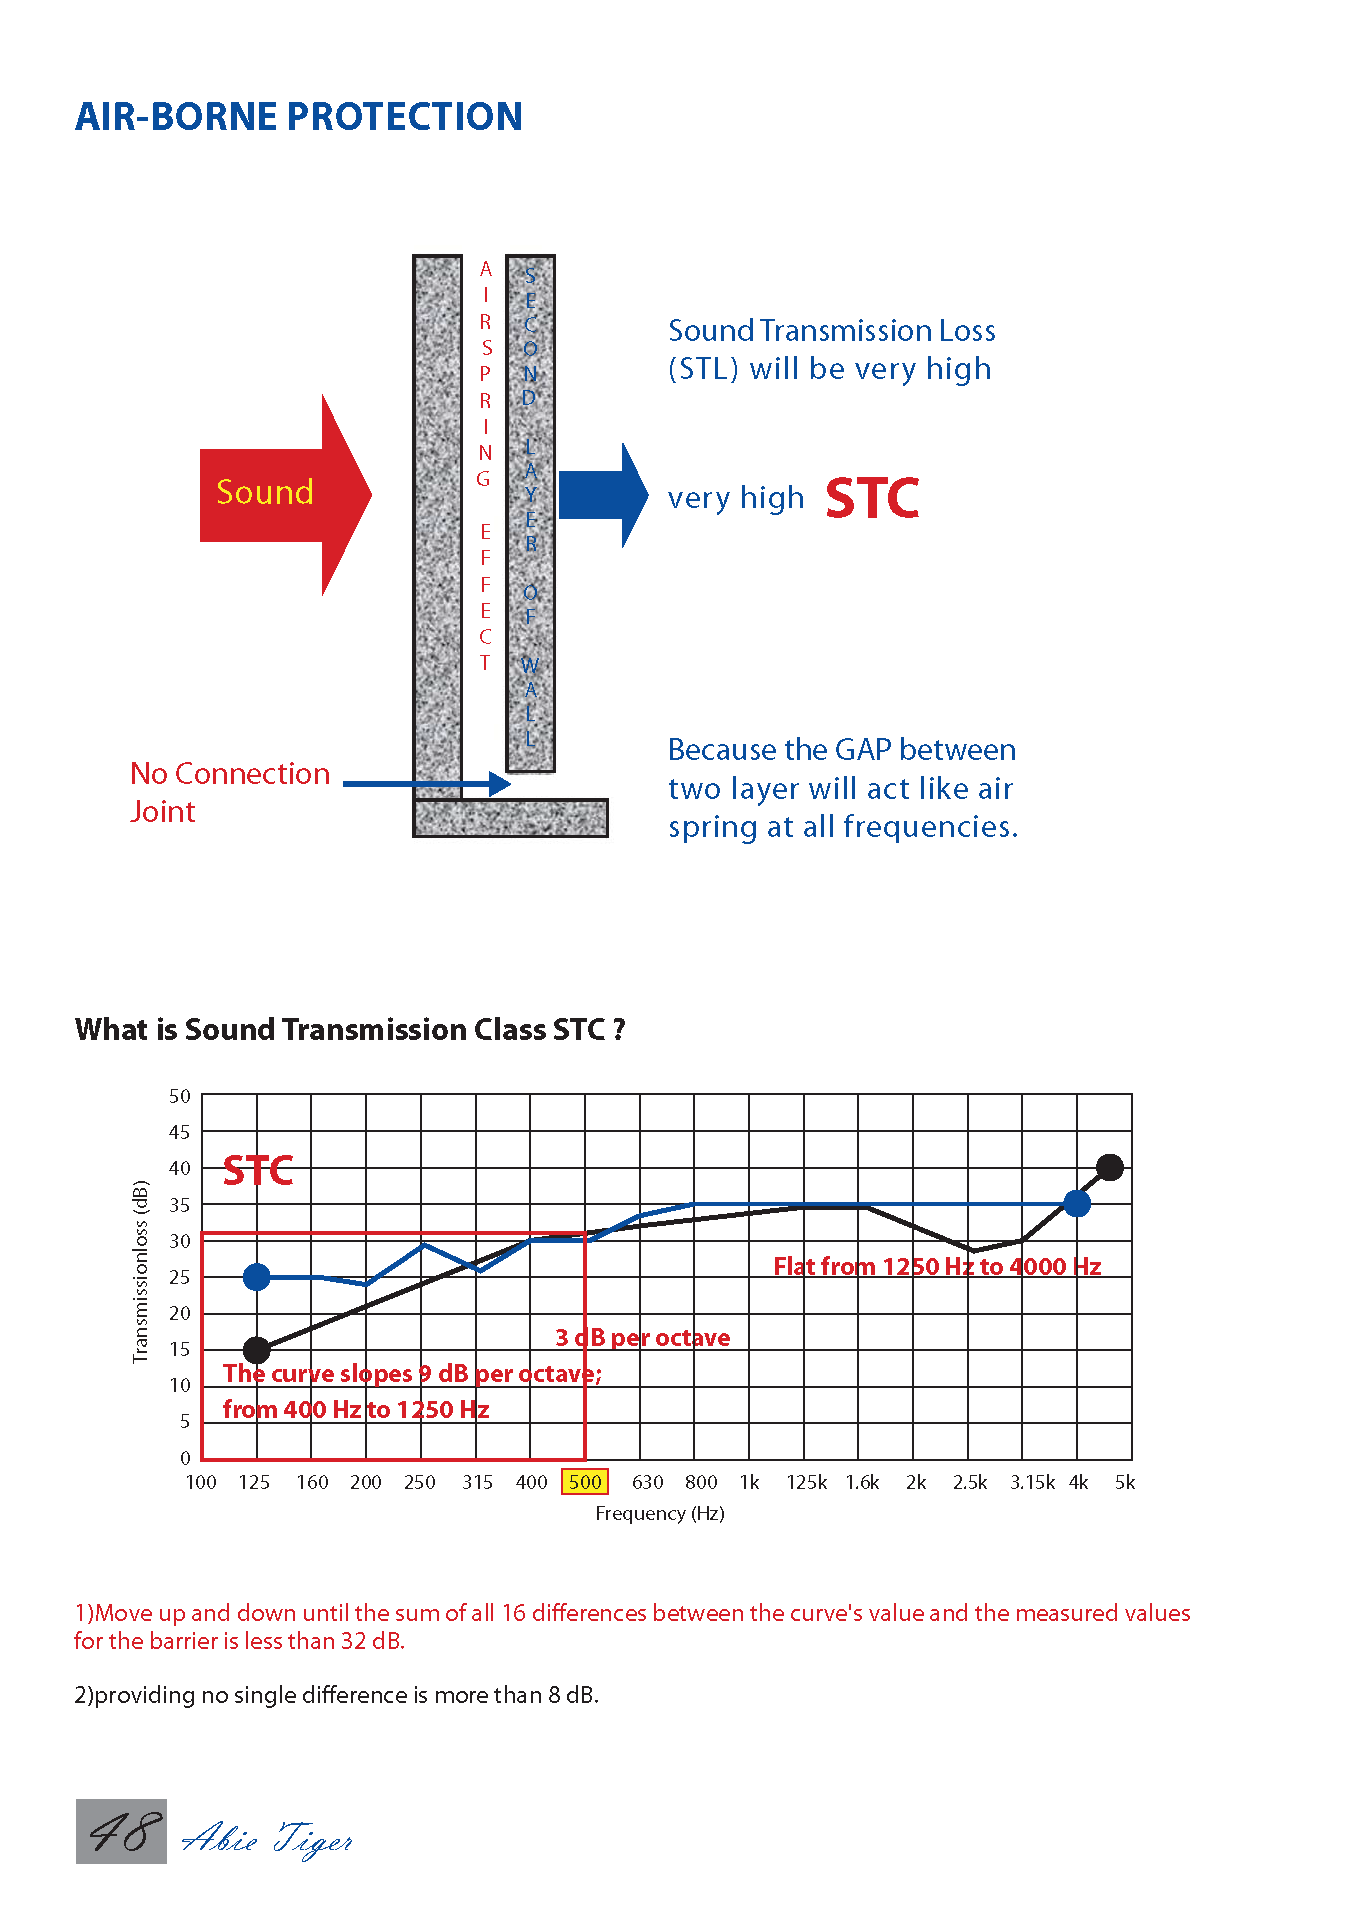 AIR-BORNE PROTECTION
AIRSPRING EFFECT
SECOND LAYER OF WALL
Sound Transmission Loss
(STL) will be very high
Sound
very high STC
No Connection
Joint
Because the GAP between
two layer will act like air
spring at all frequencies.
What is Sound Transmission Class STC ?
Transmissionloss (dB)
50
45
40
35
30
25
20
15
10
5
0
STC
Flat from 1250 Hz to 4000 Hz
3 dB per octave
The curve slopes 9 dB per octave;
from 400 Hz to 1250 Hz
100 125 160 200 250 315 400 500 630 800 1k 125k 1.6k 2k 2.5k 3.15k 4k 5k
Frequency (Hz)
1)Move up and down until the sum of all 16 differences between the curve's value and the measured values
for the barrier is less than 32 dB.
2)providing no single difference is more than 8 dB.
48 Abie Tiger